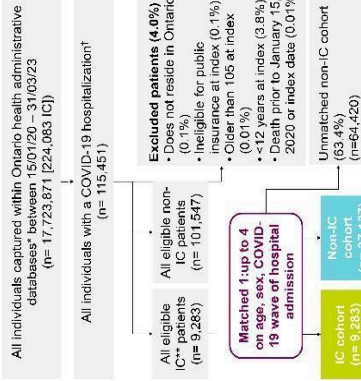 All individuals captured within Ontario health administrative
databases* between 15/01/20 – 31/03/23
(n= 17,723,871 [224,083 IC])
All individuals with a COVID-19 hospitalization†
(n= 115,451)
Excluded patients (4.0%)
• Does not reside in Ontario
(0.1%)
• Ineligible for public
insurance at index (0.1%)
• Older than 105 at index
(0.01%)
• <12 years at index (3.8%)
• Death prior to January 15,
2020 or index date (0.01%
All eligible
IC** patients
(n= 9,283)
All eligible non-
IC patients
(n= 101,547)
Matched 1:up to 4
on age, sex, COVID-
19 wave of hospital
admission
IC cohort
(n= 9,283)
Non-IC
cohort
Unmatched non-IC cohort
(63.4%)
(n=64,420)